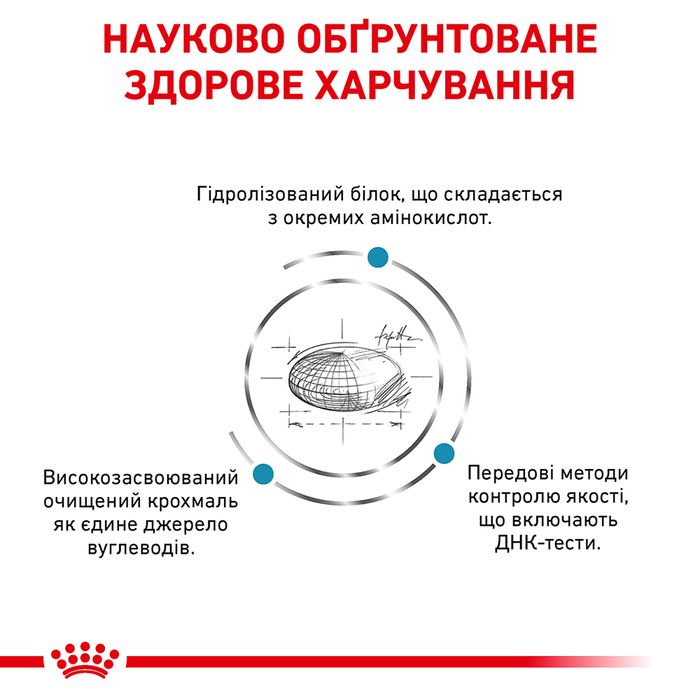 НАУКОВО ОБҐРУНТОВАНЕ
ЗДОРОВЕ ХАРЧУВАННЯ
Гідролізований білок, що складається
з окремих амінокислот.
Високозасвоюваний
очищений крохмаль
як єдине джерело
вуглеводів.
Передові методи
контролю якості,
що включають
ДНК-тести.